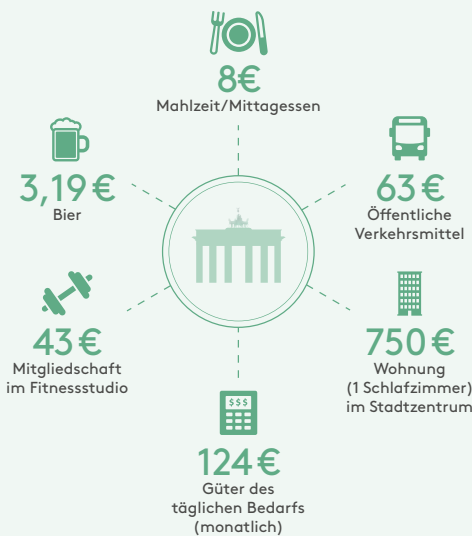 8€
Mahlzeit/Mittagessen
3,19 €
Bier
63 €
Öffentliche
Verkehrsmittel
43 €
Mitgliedschaft
im Fitnessstudio
750 €
Wohnung
(1 Schlafzimmer)
im Stadtzentrum
$$$
124 €
Güter des
täglichen Bedarfs
(monatlich)